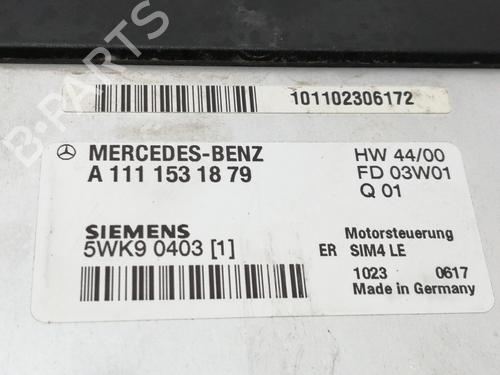 B-PARTS
101102306172
MERCEDES-BENZ
A 111 153 18 79
HW 44/00
FD 03W01
Q 01
SIEMENS
5WK9 0403 [1]
Motorsteuerung
ER SIM4 LE
1023 0617
Made in Germany